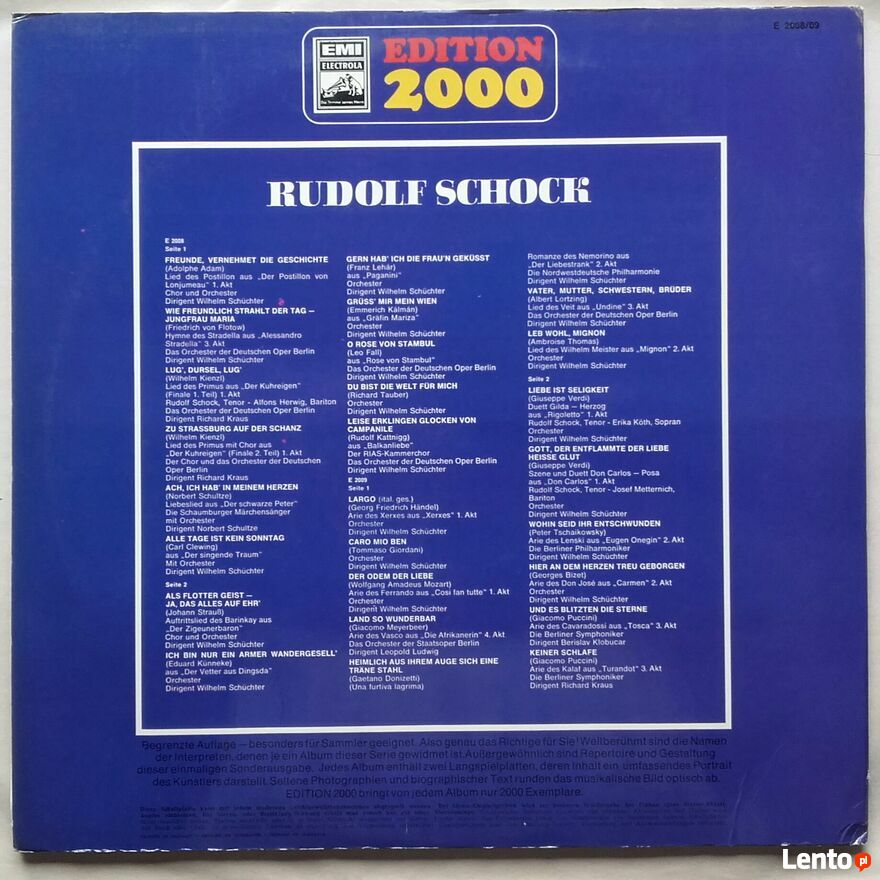 E 2008/09
EMI
ELECTROLA
EDITION
2000
RUDOLF SCHOCK
E 2008
Seite 1
FREUNDE, VERNEHMET DIE GESCHICHTE
(Adolphe Adam)
Lied des Postillon aus „Der Postillon von
Lonjumeau" 1. Akt
Chor und Orchester
Dirigent Wilhelm Schüchter
WIE FREUNDLICH STRAHLT DER TAG –
JUNGFRAU MARIA
(Friedrich von Flotow)
Hymne des Stradella aus „Alessandro
Stradella" 3. Akt
Das Orchester der Deutschen Oper Berlin
Dirigent Wilhelm Schüchter
LUG', DURSEL, LUG'
(Wilhelm Kienzl)
Lied des Primus aus „Der Kuhreigen"
(Finale 1. Teil) 1. Akt
Rudolf Schock, Tenor - Alfons Herwig, Bariton
Das Orchester der Deutschen Oper Berlin
Dirigent Richard Kraus
ZU STRASSBURG AUF DER SCHANZ
(Wilhelm Kienzl)
Lied des Primus mit Chor aus
„Der Kuhreigen" (Finale 2. Teil) 1. Akt
Der Chor und das Orchester der Deutschen
Oper Berlin
Dirigent Richard Kraus
ACH, ICH HAB' IN MEINEM HERZEN
(Norbert Schultze)
Liebeslied aus „Der schwarze Peter"
Die Schaumburger Märchensänger
mit Orchester
Dirigent Norbert Schultze
ALLE TAGE IST KEIN SONNTAG
(Carl Clewing)
aus „Der singende Traum"
Mit Orchester
Dirigent Wilhelm Schüchter
Seite 2
ALS FLOTTER GEIST –
JA, DAS ALLES AUF EHR'
(Johann Strauß)
Auftrittslied des Barinkay aus
„Der Zigeunerbaron"
Chor und Orchester
Dirigent Wilhelm Schüchter
ICH BIN NUR EIN ARMER WANDERGESELL'
(Eduard Künneke)
aus „Der Vetter aus Dingsda"
Orchester
Dirigent Wilhelm Schüchter
GERN HAB' ICH DIE FRAU'N GEKÜSST
(Franz Lehár)
aus „Paganini"
Orchester
Dirigent Wilhelm Schüchter
GRÜSS' MIR MEIN WIEN
(Emmerich Kálmán)
aus „Gräfin Mariza"
Orchester
Dirigent Wilhelm Schüchter
O ROSE VON STAMBUL
(Leo Fall)
aus „Rose von Stambul"
Das Orchester der Deutschen Oper Berlin
Dirigent Wilhelm Schüchter
DU BIST DIE WELT FÜR MICH
(Richard Tauber)
Orchester
Dirigent Wilhelm Schüchter
LEISE ERKLINGEN GLOCKEN VON
CAMPANILE
(Rudolf Kattnigg)
aus „Balkanliebe"
Der RIAS-Kammerchor
Das Orchester der Deutschen Oper Berlin
Dirigent Wilhelm Schüchter
E 2009
Seite 1
LARGO (ital. ges.)
(Georg Friedrich Händel)
Arie des Xerxes aus „Xerxes" 1. Akt
Orchester
Dirigent Wilhelm Schüchter
CARO MIO BEN
(Tommaso Giordani)
Orchester
Dirigent Wilhelm Schüchter
DER ODEM DER LIEBE
(Wolfgang Amadeus Mozart)
Arie des Ferrando aus „Cosi fan tutte" 1. Akt
Orchester
Dirigent Wilhelm Schüchter
LAND SO WUNDERBAR
(Giacomo Meyerbeer)
Arie des Vasco aus „Die Afrikanerin" 4. Akt
Das Orchester der Staatsoper Berlin
Dirigent Leopold Ludwig
HEIMLICH AUS IHREM AUGE SICH EINE
TRÄNE STAHL
(Gaetano Donizetti)
(Una furtiva lagrima)
Romanze des Nemorino aus
„Der Liebestrank" 2. Akt
Die Nordwestdeutsche Philharmonie
Dirigent Wilhelm Schüchter
VATER, MUTTER, SCHWESTERN, BRÜDER
(Albert Lortzing)
Lied des Veit aus „Undine" 3. Akt
Das Orchester der Deutschen Oper Berlin
Dirigent Wilhelm Schüchter
LEB WOHL, MIGNON
(Ambroise Thomas)
Lied des Wilhelm Meister aus „Mignon" 2. Akt
Orchester
Dirigent Wilhelm Schüchter
Seite 2
LIEBE IST SELIGKEIT
(Giuseppe Verdi)
Duett Gilda – Herzog
aus „Rigoletto" 1. Akt
Rudolf Schock, Tenor - Erika Köth, Sopran
Orchester
Dirigent Wilhelm Schüchter
GOTT, DER ENTFLAMMTE DER LIEBE
HEISSE GLUT
(Giuseppe Verdi)
Szene und Duett Don Carlos – Posa
aus „Don Carlos" 1. Akt
Rudolf Schock, Tenor - Josef Metternich,
Bariton
Orchester
Dirigent Wilhelm Schüchter
WOHIN SEID IHR ENTSCHWUNDEN
(Peter Tschaikowsky)
Arie des Lenski aus „Eugen Onegin" 2. Akt
Die Berliner Philharmoniker
Dirigent Wilhelm Schüchter
HIER AN DEM HERZEN TREU GEBORGEN
(Georges Bizet)
Arie des Don José aus „Carmen" 2. Akt
Orchester
Dirigent Wilhelm Schüchter
UND ES BLITZTEN DIE STERNE
(Giacomo Puccini)
Arie des Cavaradossi aus „Tosca" 3. Akt
Die Berliner Symphoniker
Dirigent Berislav Klobucar
KEINER SCHLAFE
(Giacomo Puccini)
Arie des Kalaf aus „Turandot" 3. Akt
Die Berliner Symphoniker
Dirigent Richard Kraus
Begrenzte Auflage – besonders für Sammler geeignet. Also genau das Richtige für Sie! Weltberühmt sind die Namen
der Interpreten, denen je ein Album dieser Serie gewidmet ist. Außergewöhnlich sind Repertoire und Gestaltung
dieser einmaligen Sonderausgabe. Jedes Album enthält zwei Langspielplatten, deren Inhalt ein umfassendes Portrait
des Künstlers darstellt. Seltene Photographien und biographischer Text runden das musikalische Bild optisch ab.
EDITION 2000 bringt von jedem Album nur 2000 Exemplare.
Lento.pl